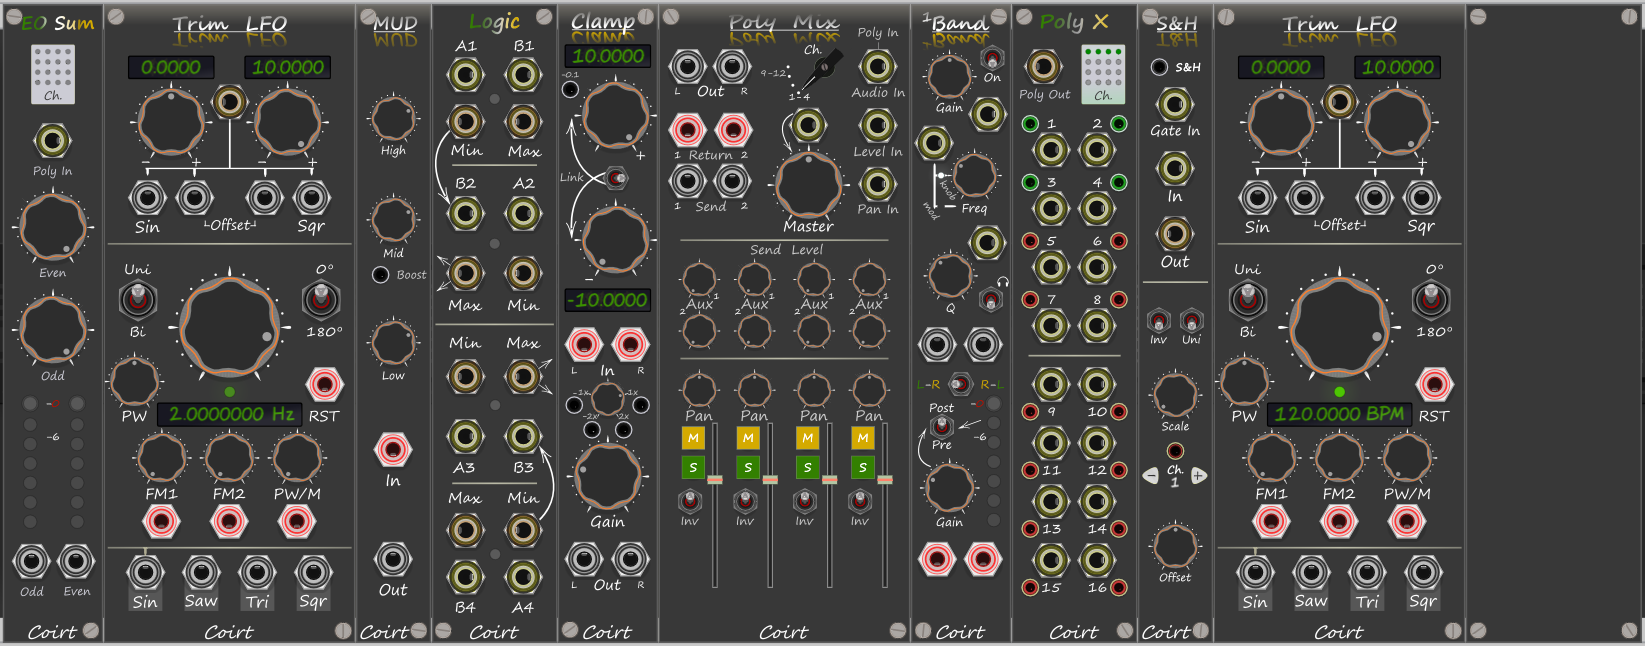 EO Sum
Ch.
Poly In
Even
Odd
-0
-6
Odd Even
Coirt
Trim LFO
0.0000 10.0000
- + - +
Sin Offset Sqr
Uni 0°
Bi 180°
PW RST
2.0000000 Hz
FM1 FM2 PW/M
Sin Saw Tri Sqr
Coirt
MUD
High
Mid
Boost
Low
In
Out
Coirt
Logic
A1 B1
Min Max
B2 A2
Max Min
Min Max
A3 B3
Max Min
B4 A4
Coirt
Clamp
10.0000
-0.1
+
Link
-
-10.0000
L In R
-1x 1x
-2x 2x
Gain
L Out R
Coirt
Poly Mix
Ch. Poly In
9-12
L Out R 1-4 Audio In
1 Return 2 Level In
1 Send 2 Pan In
Master
Send Level
Aux 1 Aux 1 Aux 1 Aux 1
2 2 2 2
Pan Pan Pan Pan
M M M M
S S S S
Inv Inv Inv Inv
Coirt
1 Band
On
Gain
knob
mod
Freq
Q
L-R R-L
-0
Post
-6
Pre
Gain
Coirt
Poly X
Poly Out Ch.
1 2
3 4
5 6
7 8
9 10
11 12
13 14
15 16
Coirt
S&H
S&H
Gate In
In
Out
Inv Uni
Scale
Ch.
- 1 +
Offset
Coirt
Trim LFO
0.0000 10.0000
- + - +
Sin Offset Sqr
Uni 0°
Bi 180°
PW RST
120.0000 BPM
FM1 FM2 PW/M
Sin Saw Tri Sqr
Coirt